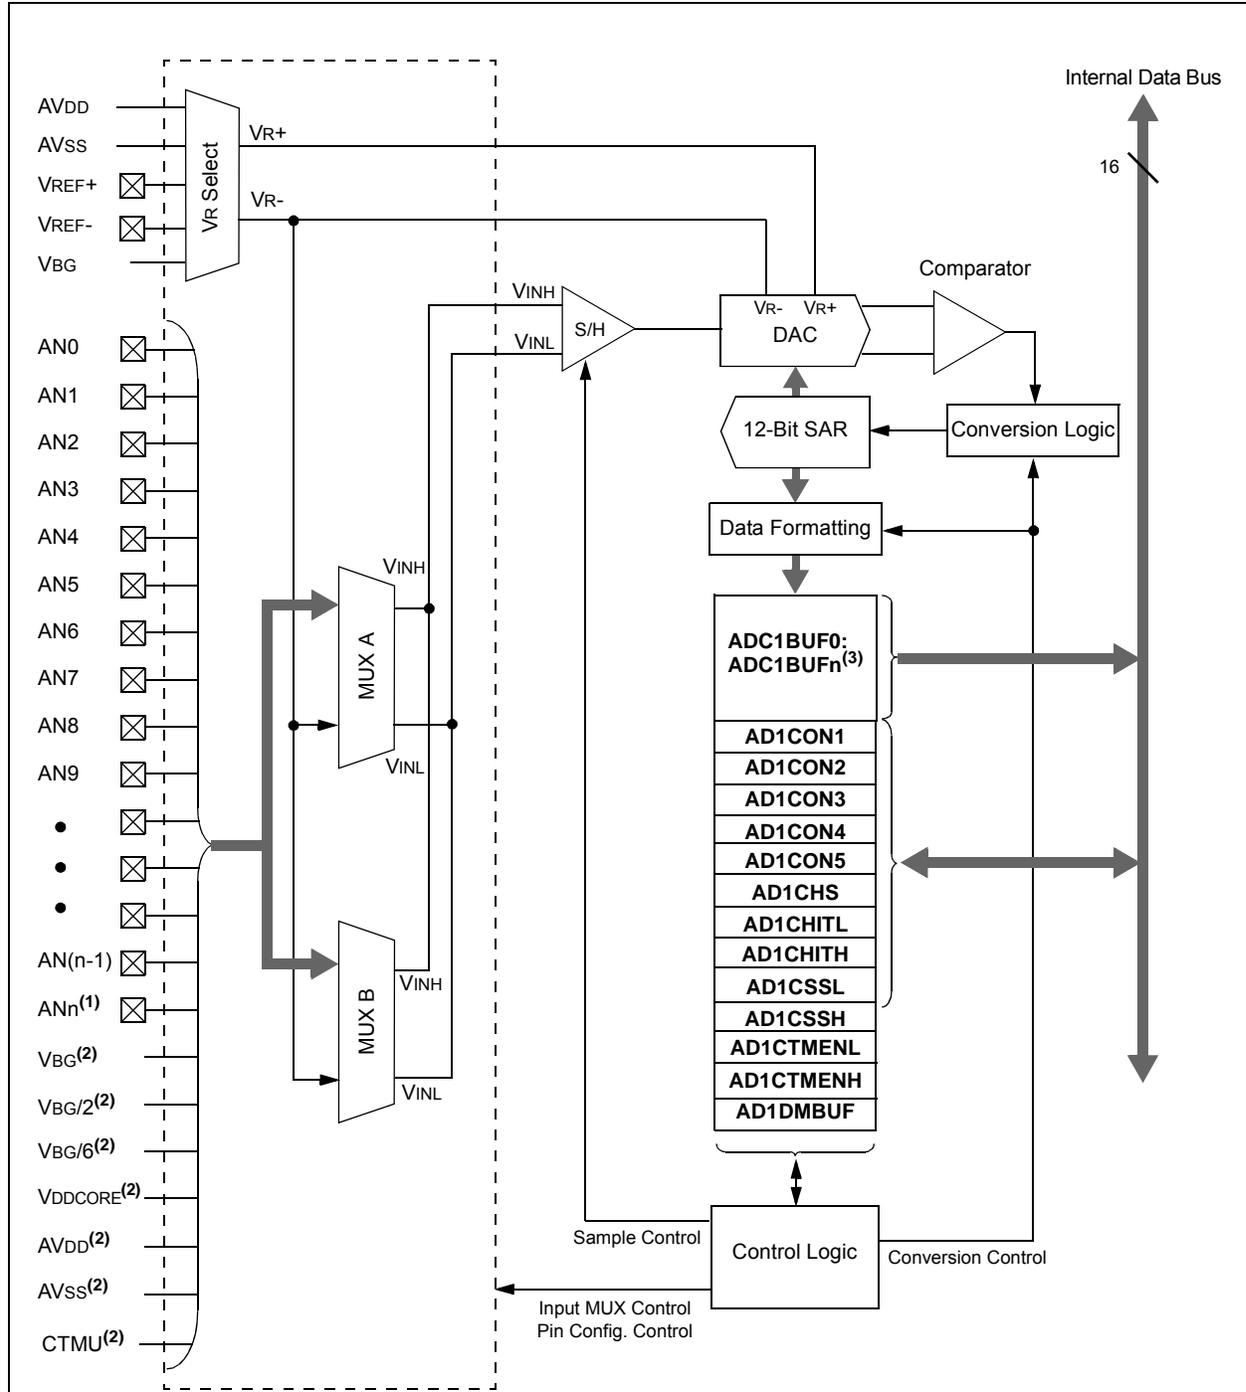 Internal Data Bus
16
AVDD
AVSS
VREF+
VREF-
VBG
VR Select
VR+
VR-
Comparator
VINH
VINL
S/H
VR- VR+
DAC
12-Bit SAR
Conversion Logic
Data Formatting
AN0
AN1
AN2
AN3
AN4
AN5
AN6
AN7
AN8
AN9
AN(n-1)
ANn(1)
VBG(2)
VBG/2(2)
VBG/6(2)
VDDCORE(2)
AVDD(2)
AVSS(2)
CTMU(2)
VINH
MUX A
VINL
VINH
MUX B
VINL
ADC1BUF0:
ADC1BUFn(3)
AD1CON1
AD1CON2
AD1CON3
AD1CON4
AD1CON5
AD1CHS
AD1CHITL
AD1CHITH
AD1CSSL
AD1CSSH
AD1CTMENL
AD1CTMENH
AD1DMBUF
Sample Control
Control Logic
Conversion Control
Input MUX Control
Pin Config. Control